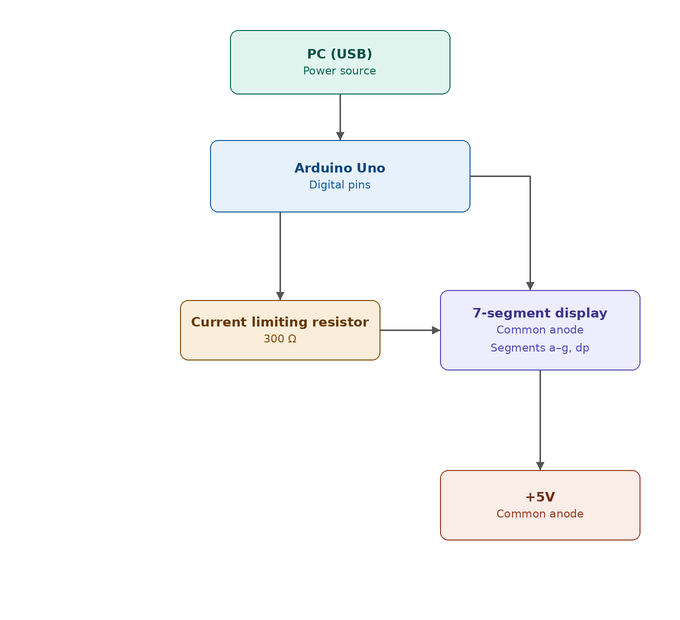 PC (USB)
Power source
Arduino Uno
Digital pins
Current limiting resistor
300 Ω
7-segment display
Common anode
Segments a–g, dp
+5V
Common anode